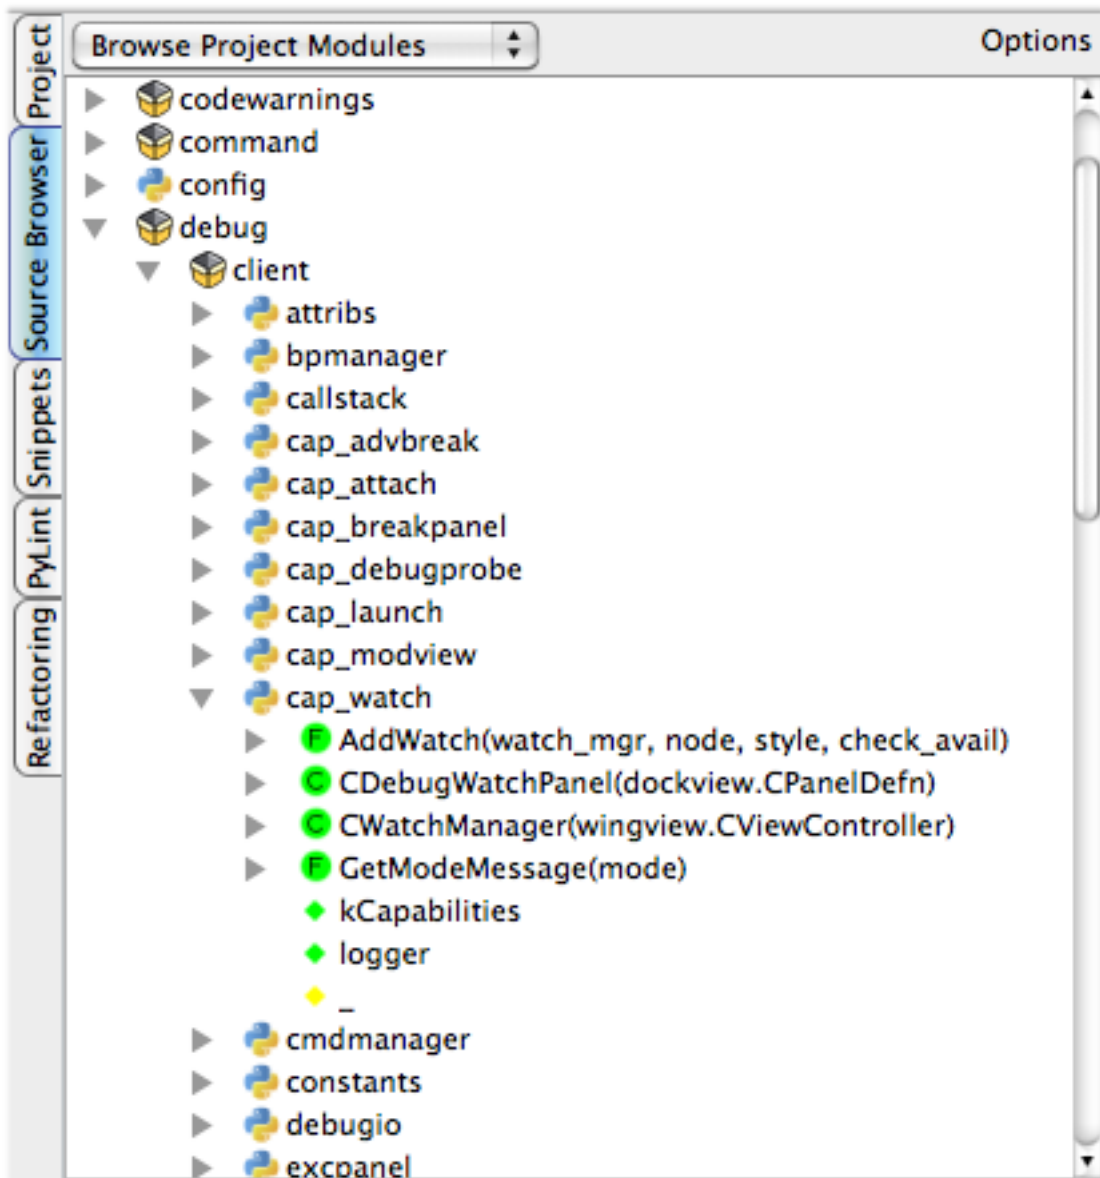 Browse Project Modules
Options
Project
Source Browser
Snippets
PyLint
Refactoring
codewarnings
command
config
debug
client
attribs
bpmanager
callstack
cap_advbreak
cap_attach
cap_breakpanel
cap_debugprobe
cap_launch
cap_modview
cap_watch
F AddWatch(watch_mgr, node, style, check_avail)
C CDebugWatchPanel(dockview.CPanelDefn)
C CWatchManager(wingview.CViewController)
F GetModeMessage(mode)
kCapabilities
logger
_
cmdmanager
constants
debugio
excpanel